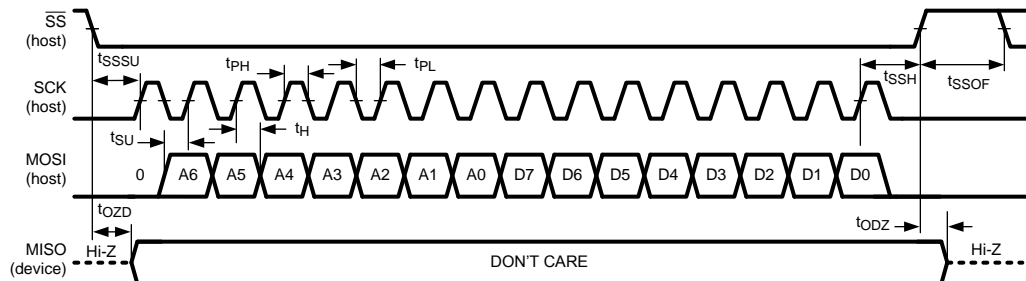 SS
(host)
tSSSU
tPH
tPL
tSSH
tSSOF
SCK
(host)
tSU
tH
MOSI
(host)
0 A6 A5 A4 A3 A2 A1 A0 D7 D6 D5 D4 D3 D2 D1 D0
tOZD
tODZ
MISO
(device)
Hi-Z
DON'T CARE
Hi-Z